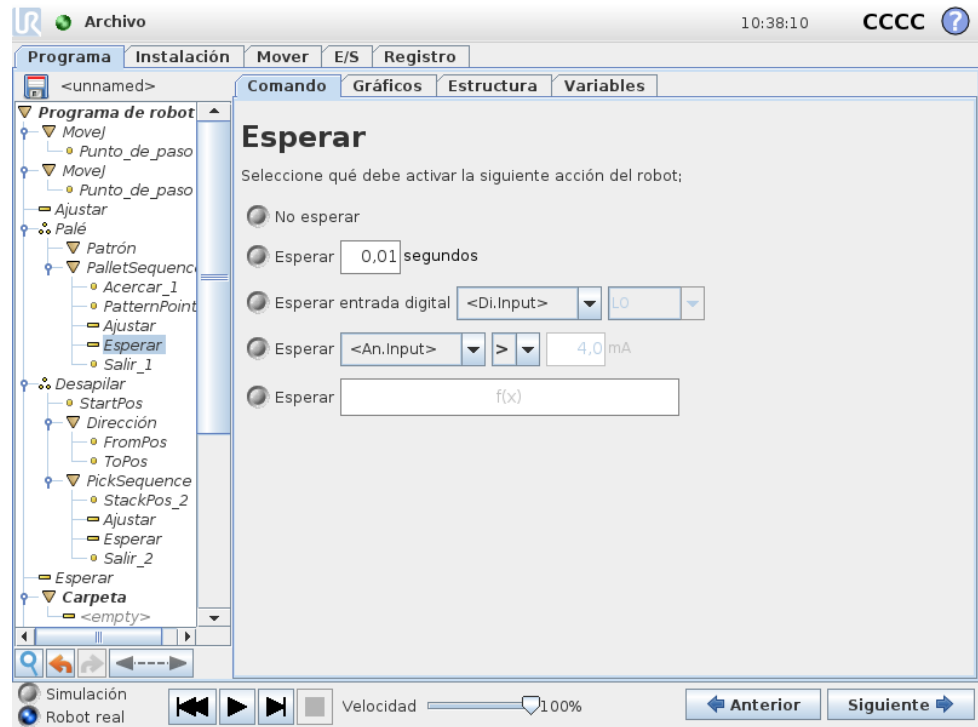 UR Archivo 10:38:10 CCCC ?
Programa Instalación Mover E/S Registro
<unnamed>
Comando Gráficos Estructura Variables
Programa de robot
MoveJ
Punto_de_paso
MoveJ
Punto_de_paso
Ajustar
Palé
Patrón
PalletSequenc
Acercar_1
PatternPoint
Ajustar
Esperar
Salir_1
Desapilar
StartPos
Dirección
FromPos
ToPos
PickSequence
StackPos_2
Ajustar
Esperar
Salir_2
Esperar
Carpeta
<empty>
Esperar
Seleccione qué debe activar la siguiente acción del robot;
No esperar
Esperar 0,01 segundos
Esperar entrada digital <Di.Input> LO
Esperar <An.Input> > 4,0 mA
Esperar f(x)
Simulación
Robot real
Velocidad 100%
Anterior Siguiente